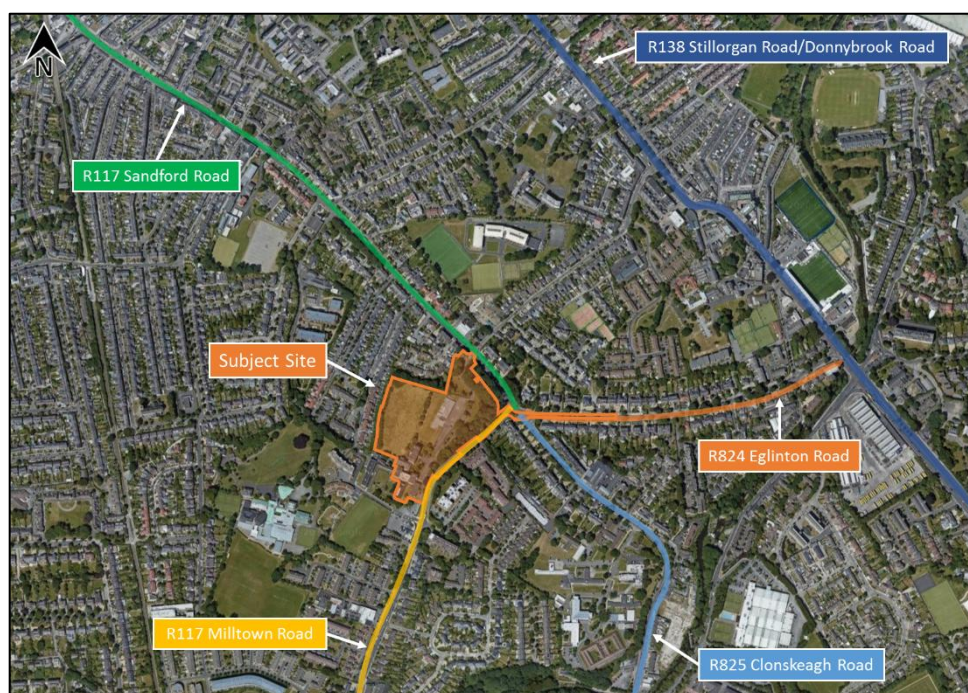 N
R138 Stillorgan Road/Donnybrook Road
R117 Sandford Road
Subject Site
R824 Eglinton Road
R117 Milltown Road
R825 Clonskeagh Road